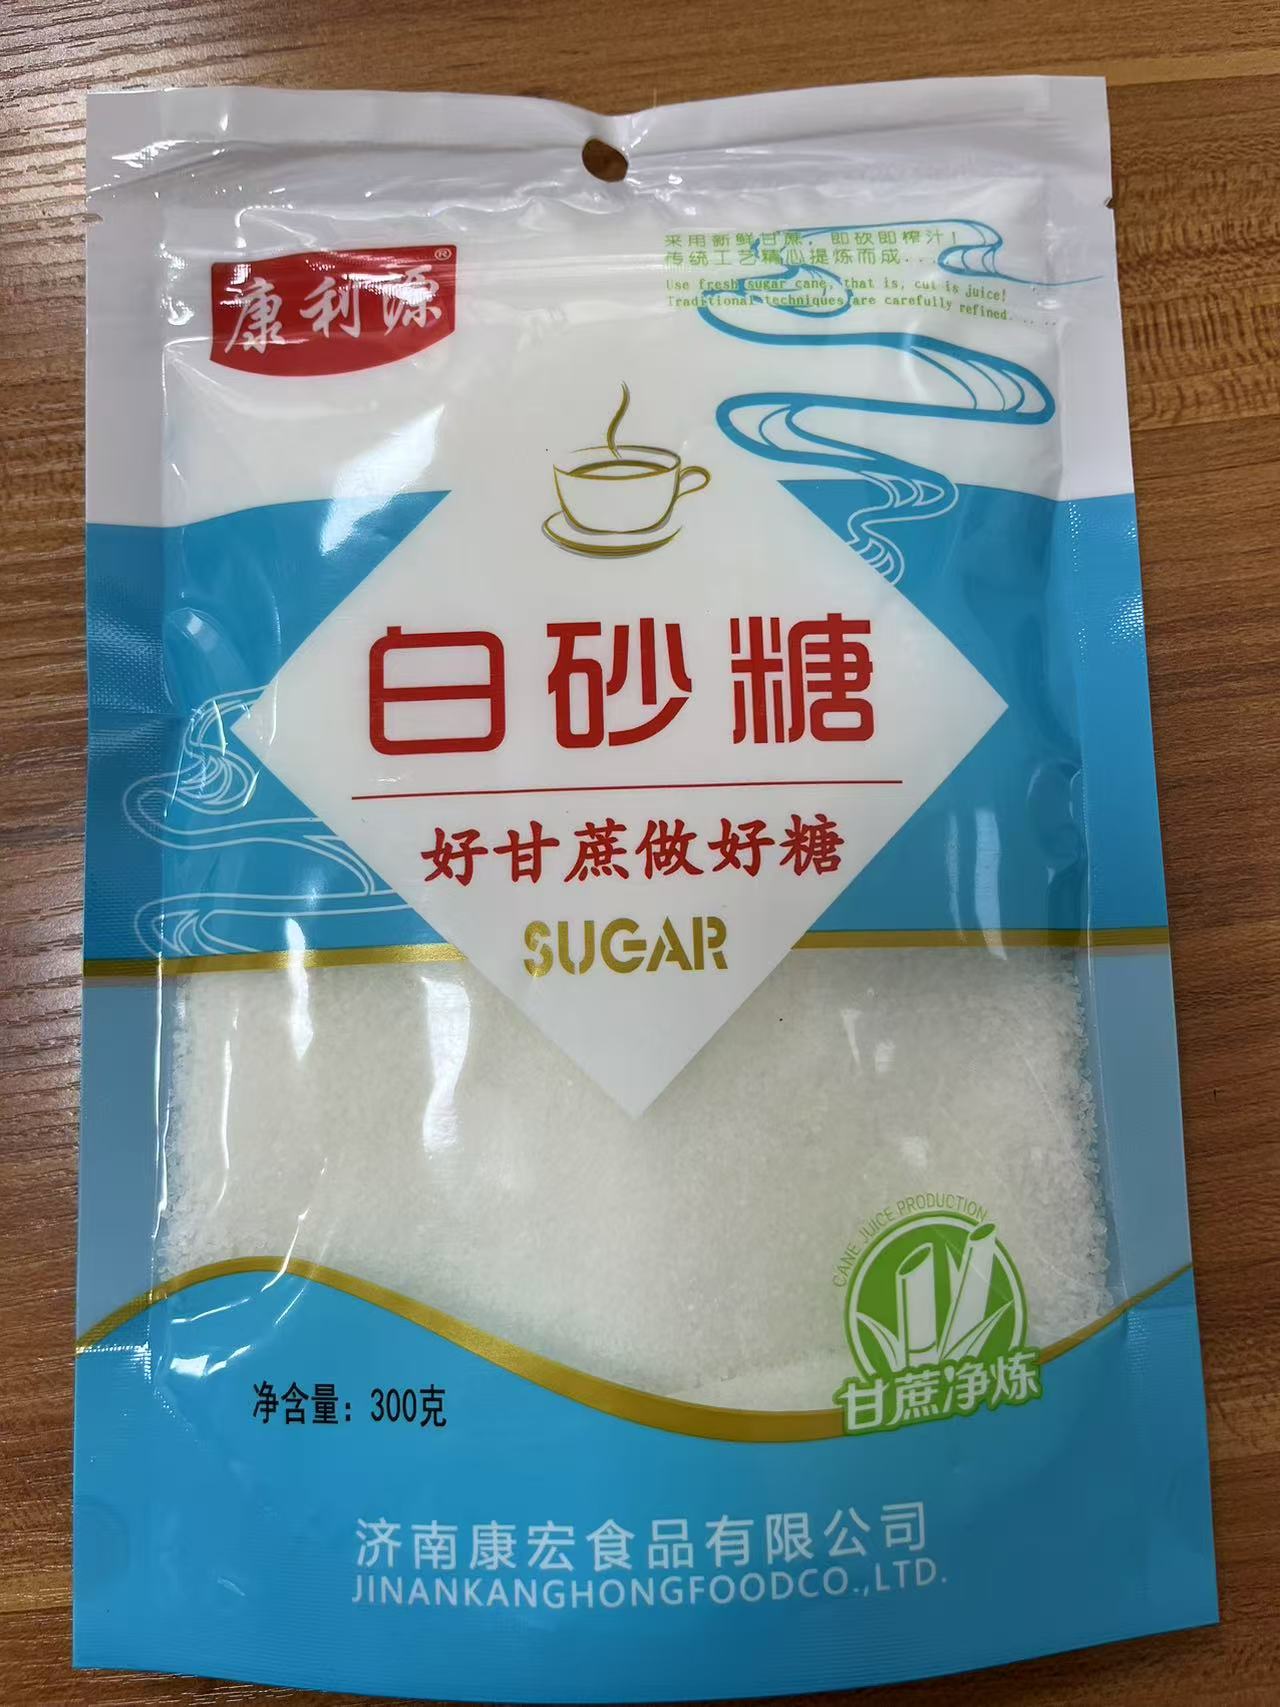 采用新鲜甘蔗，即砍即榨汁！
传统工艺精心提炼而成...
Use fresh sugar cane, that is, cut is juice!
Traditional techniques are carefully refined.....
康利源®
白砂糖
好甘蔗做好糖
SUGAR
CANE JUICE PRODUCTION
甘蔗净炼
净含量：300克
济南康宏食品有限公司
JINANKANGHONGFOODCO.,LTD.